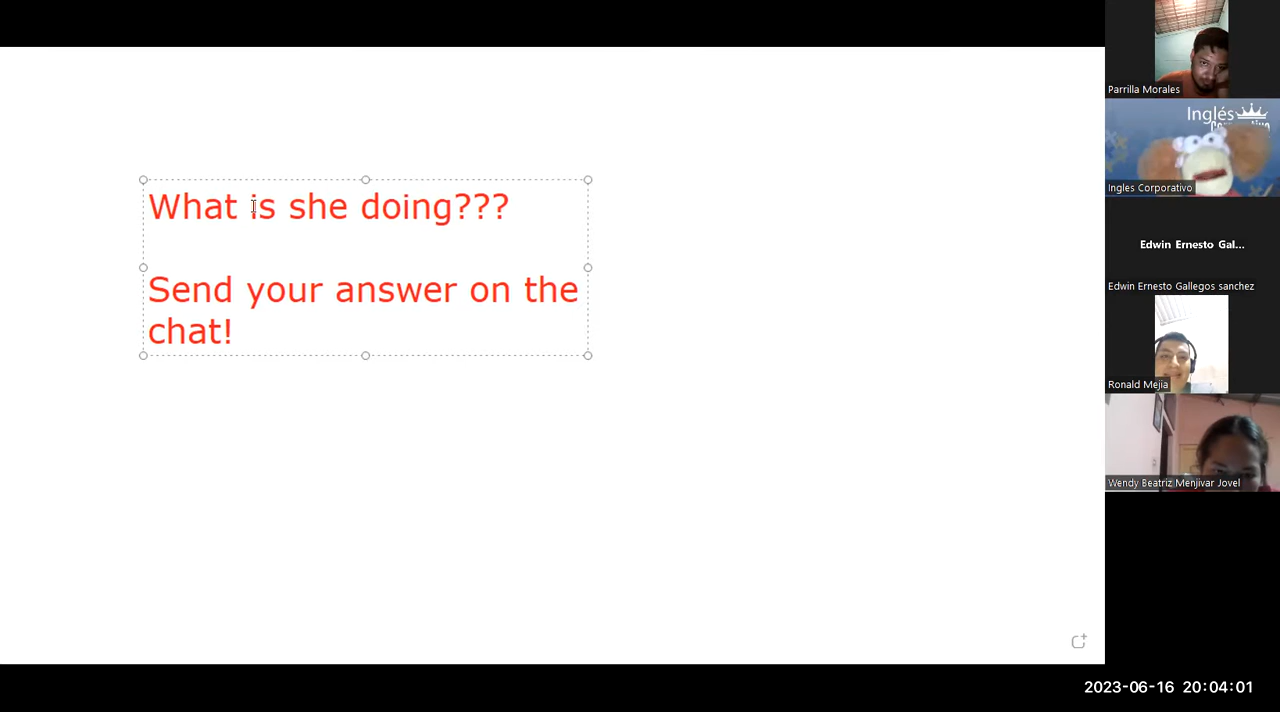 What is she doing???
Send your answer on the
chat!
Parrilla Morales
Inglés
Ingles Corporativo
Edwin Ernesto Gal...
Edwin Ernesto Gallegos sanchez
Ronald Mejia
Wendy Beatriz Menjivar Jovel
2023-06-16 20:04:01